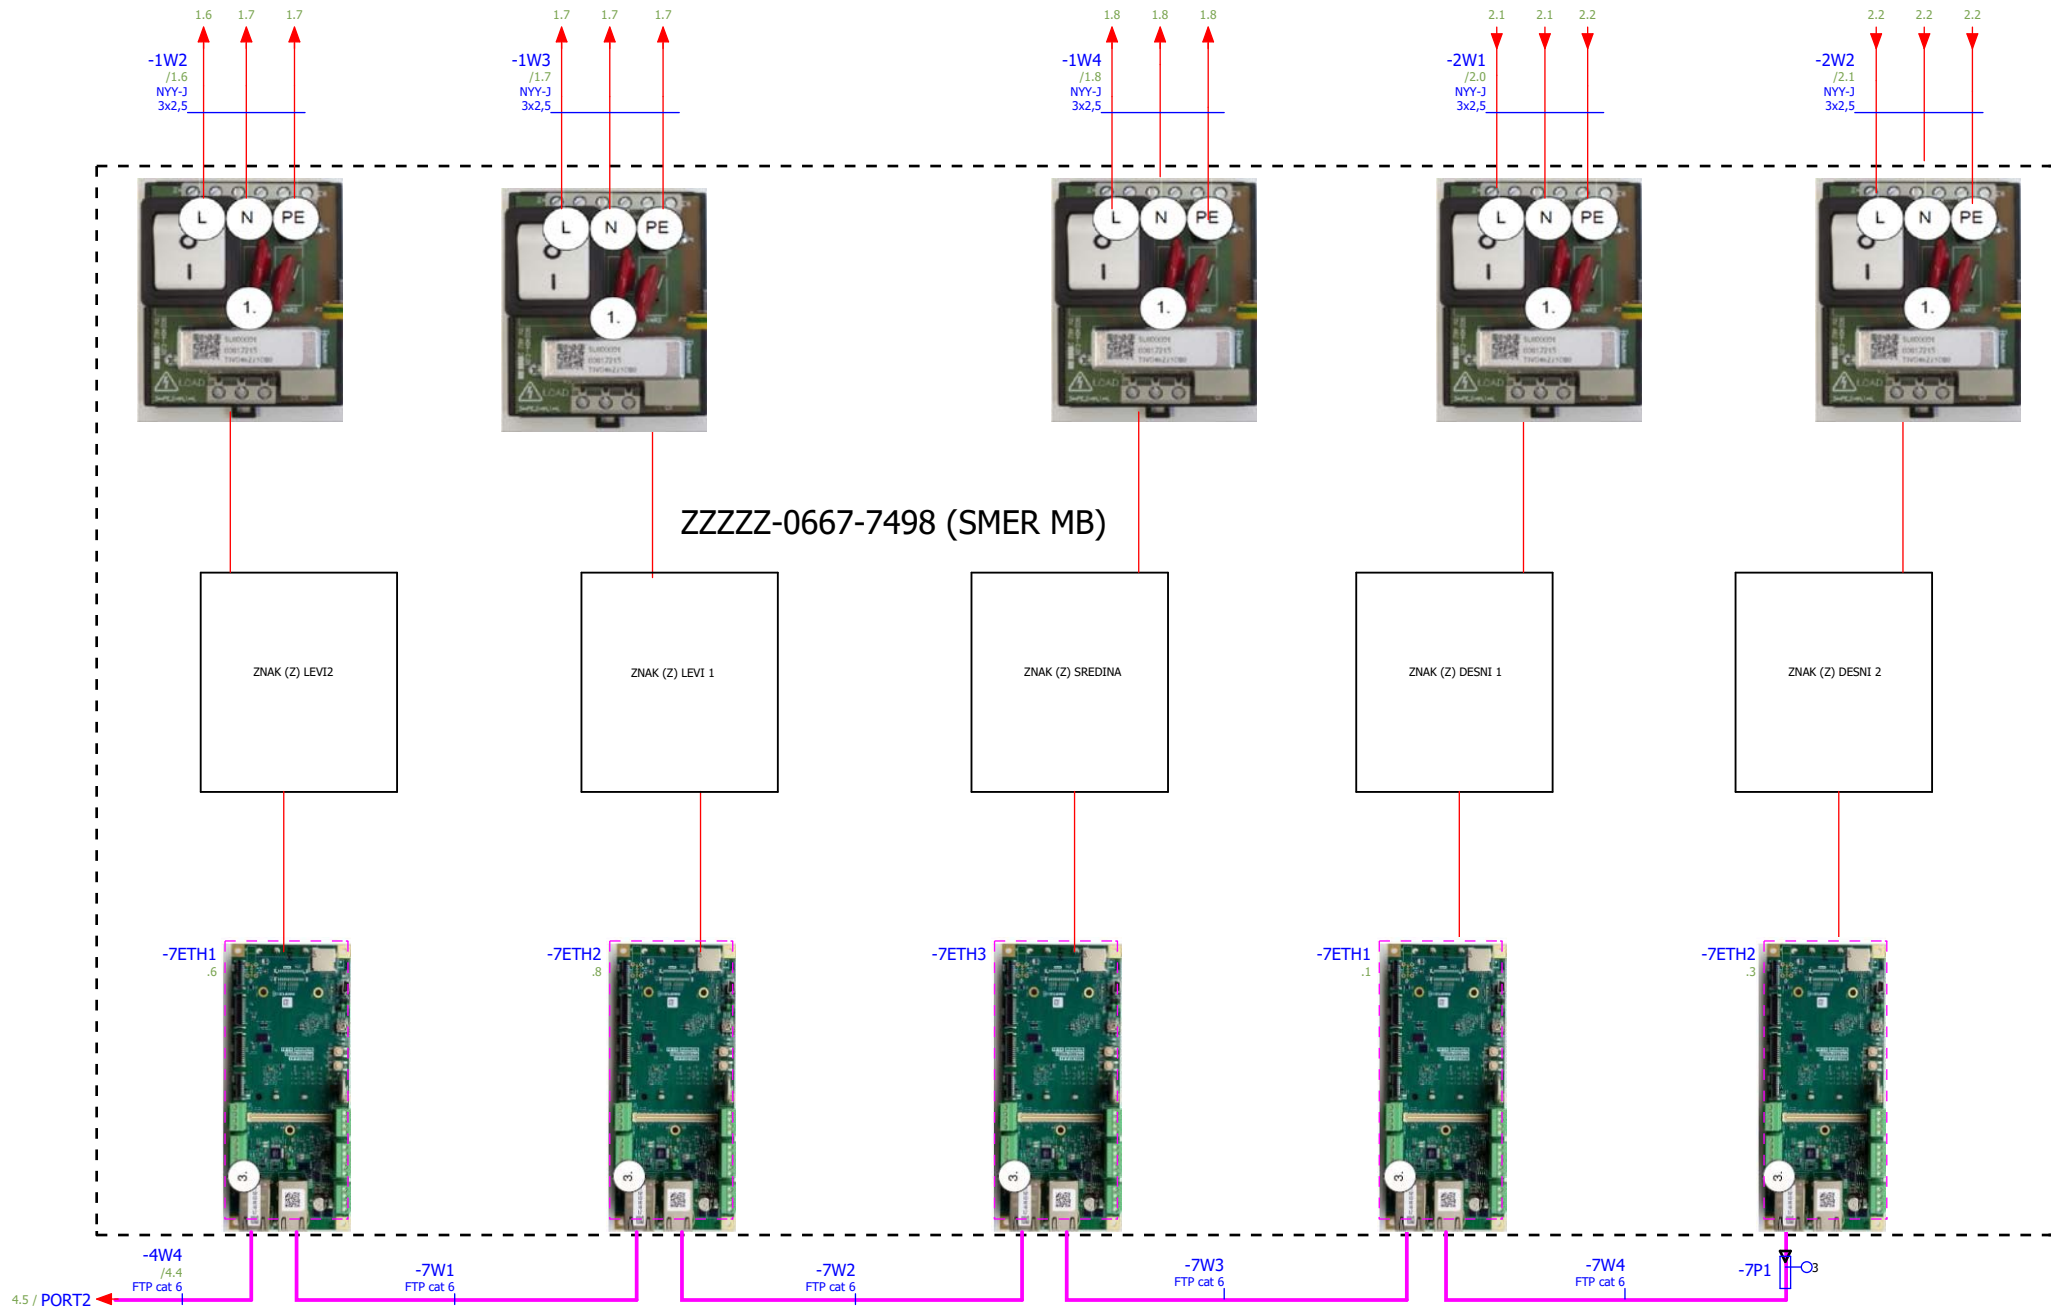 1.6 1.7 1.7 1.7 1.7 1.7 1.8 1.8 1.8 2.1 2.1 2.2 2.2 2.2 2.2
-1W2
/1.6
NYY-J
3x2,5
-1W3
/1.7
NYY-J
3x2,5
-1W4
/1.8
NYY-J
3x2,5
-2W1
/2.0
NYY-J
3x2,5
-2W2
/2.1
NYY-J
3x2,5
L N PE
L N PE
L N PE
L N PE
L N PE
O
I
O
I
O
I
O
I
O
I
1.
1.
1.
1.
1.
LOAD
LOAD
LOAD
LOAD
LOAD
ZZZZZ-0667-7498 (SMER MB)
ZNAK (Z) LEVI2
ZNAK (Z) LEVI 1
ZNAK (Z) SREDINA
ZNAK (Z) DESNI 1
ZNAK (Z) DESNI 2
-7ETH1
.6
-7ETH2
.8
-7ETH3
-7ETH1
.1
-7ETH2
.3
3.
3.
3.
3.
3.
-4W4
/4.4
FTP cat 6
-7W1
FTP cat 6
-7W2
FTP cat 6
-7W3
FTP cat 6
-7W4
FTP cat 6
-7P1
3
4.5 / PORT2